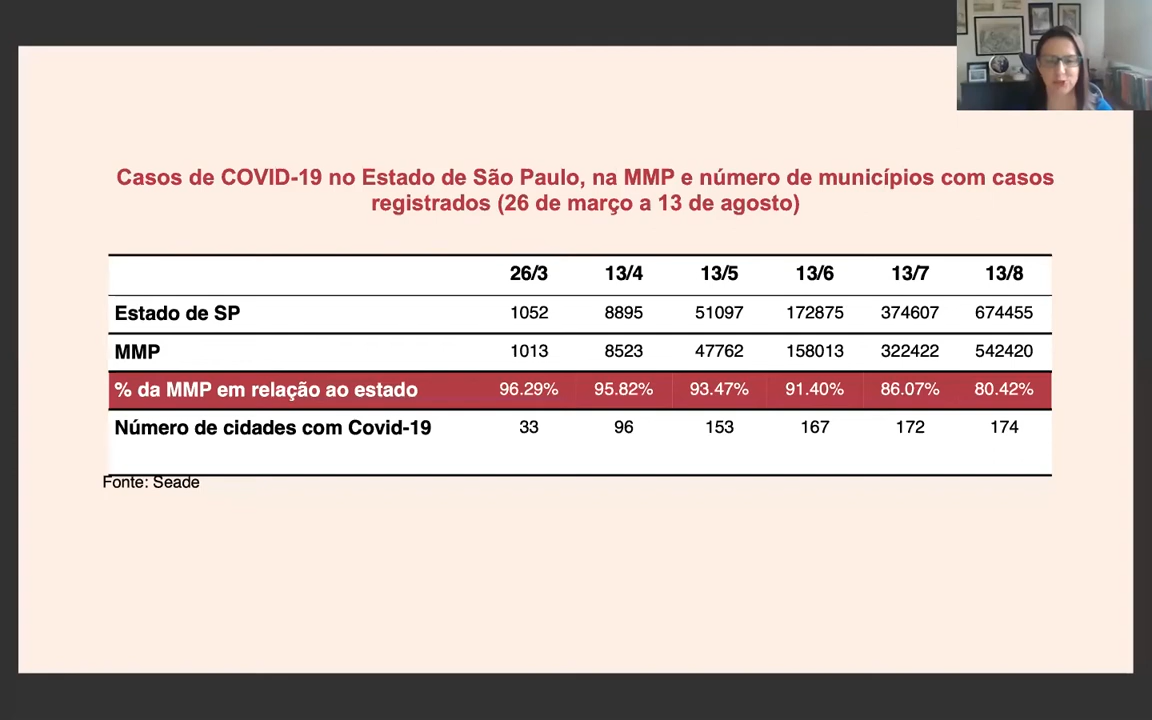 Casos de COVID-19 no Estado de São Paulo, na MMP e número de municípios com casos
registrados (26 de março a 13 de agosto)
26/3 13/4 13/5 13/6 13/7 13/8
Estado de SP 1052 8895 51097 172875 374607 674455
MMP 1013 8523 47762 158013 322422 542420
% da MMP em relação ao estado 96.29% 95.82% 93.47% 91.40% 86.07% 80.42%
Número de cidades com Covid-19 33 96 153 167 172 174
Fonte: Seade